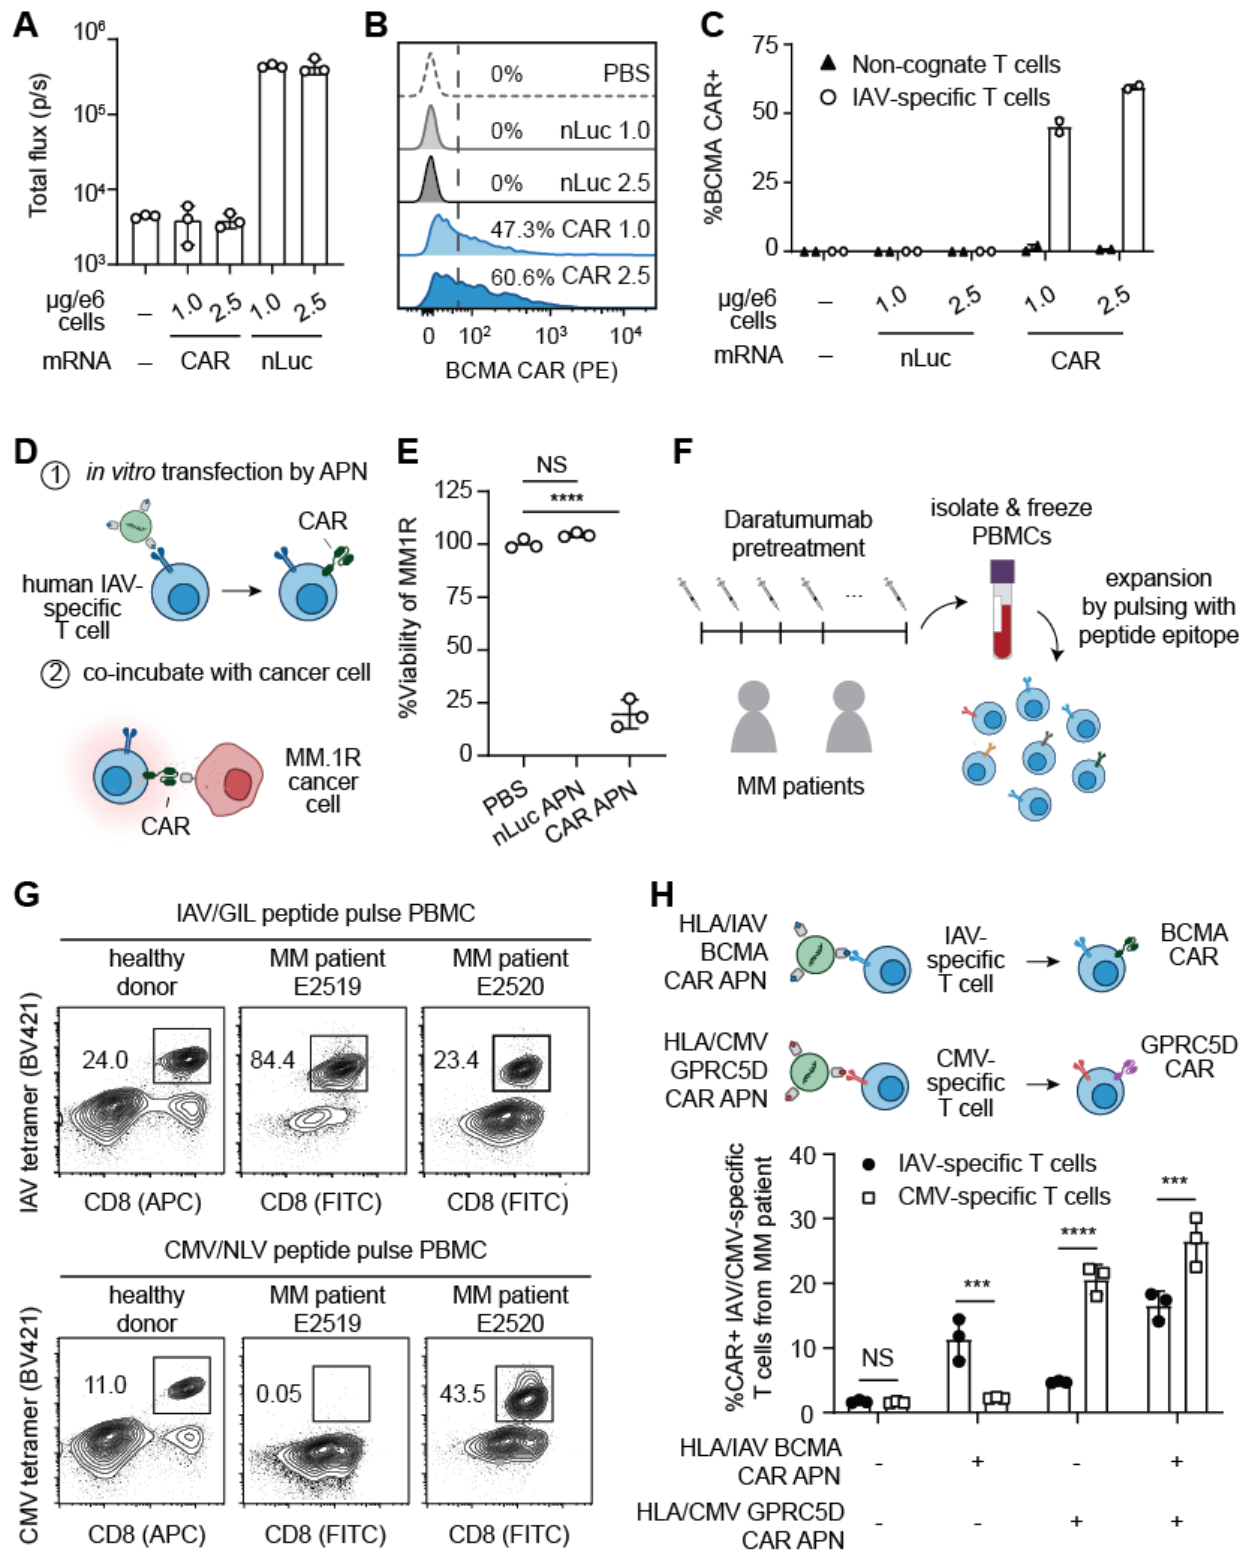 A
Total flux (p/s)
10⁶
10⁵
10⁴
10³
µg/e6
cells
– 1.0 2.5 1.0 2.5
mRNA – CAR nLuc
B
0% PBS
0% nLuc 1.0
0% nLuc 2.5
47.3% CAR 1.0
60.6% CAR 2.5
0 10² 10³ 10⁴
BCMA CAR (PE)
C
%BCMA CAR+
75
50
25
0
Non-cognate T cells
IAV-specific T cells
µg/e6
cells
– 1.0 2.5 1.0 2.5
mRNA – nLuc CAR
D
1 in vitro transfection by APN
CAR
human IAV-
specific
T cell
2 co-incubate with cancer cell
MM.1R
cancer
cell
CAR
E
%Viability of MM1R
125
100
75
50
25
0
NS
****
PBS
nLuc APN
CAR APN
F
Daratumumab
pretreatment
...
MM patients
isolate & freeze
PBMCs
expansion
by pulsing with
peptide epitope
G
IAV/GIL peptide pulse PBMC
healthy
donor
MM patient
E2519
MM patient
E2520
IAV tetramer (BV421)
24.0
84.4
23.4
CD8 (APC)
CD8 (FITC)
CD8 (FITC)
CMV/NLV peptide pulse PBMC
healthy
donor
MM patient
E2519
MM patient
E2520
CMV tetramer (BV421)
11.0
0.05
43.5
CD8 (APC)
CD8 (FITC)
CD8 (FITC)
H
HLA/IAV
BCMA
CAR APN
IAV-
specific
T cell
BCMA
CAR
HLA/CMV
GPRC5D
CAR APN
CMV-
specific
T cell
GPRC5D
CAR
%CAR+ IAV/CMV-specific
T cells from MM patient
40
30
20
10
0
IAV-specific T cells
CMV-specific T cells
NS
***
****
***
HLA/IAV BCMA
CAR APN
- + - +
HLA/CMV GPRC5D
CAR APN
- - + +